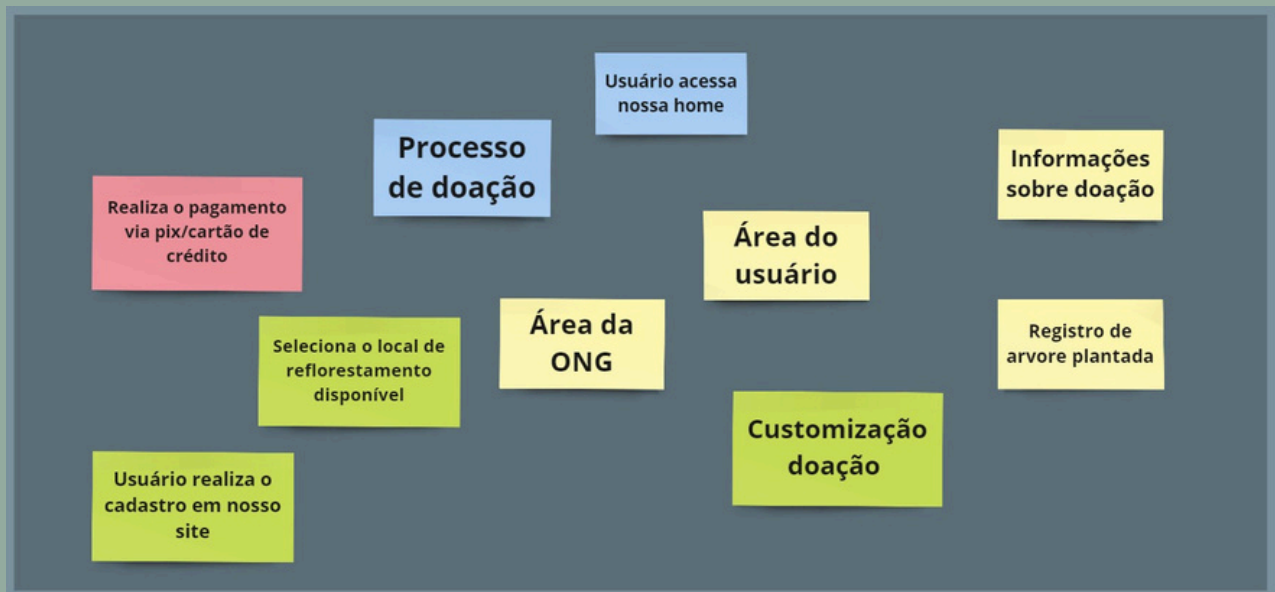 Usuário acessa
nossa home
Processo
de doação
Informações
sobre doação
Realiza o pagamento
via pix/cartão de
crédito
Área do
usuário
Área da
ONG
Registro de
arvore plantada
Seleciona o local de
reflorestamento
disponível
Customização
doação
Usuário realiza o
cadastro em nosso
site